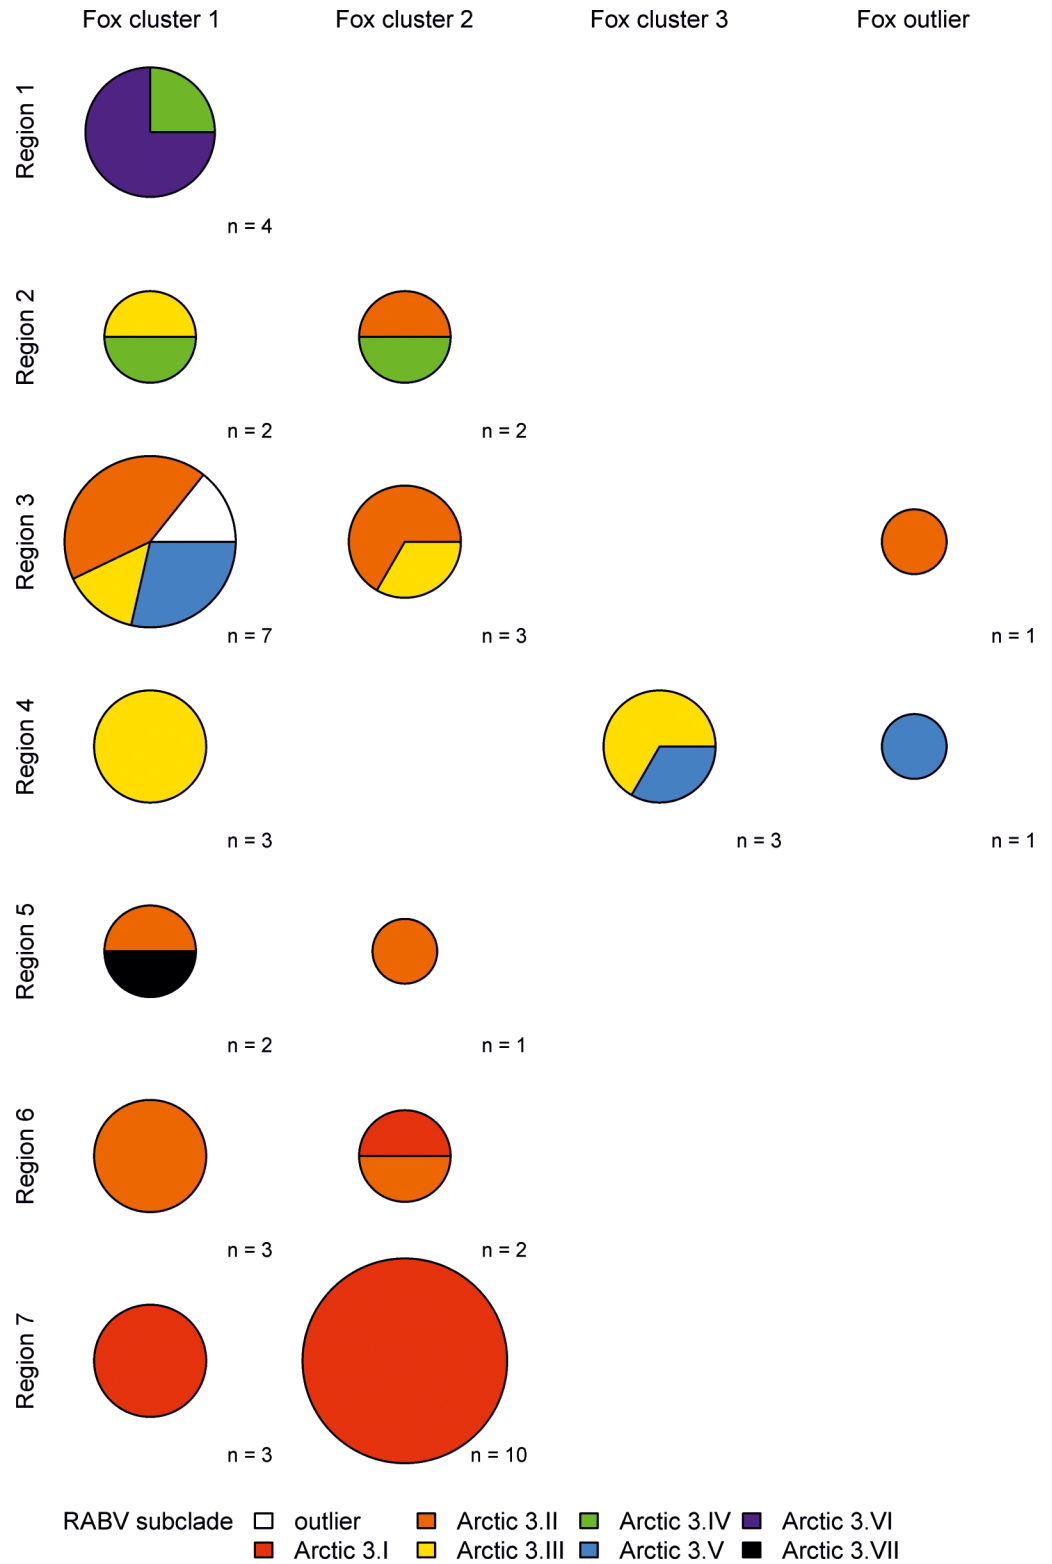 Fox cluster 1 Fox cluster 2 Fox cluster 3 Fox outlier
Region 1
n = 4
Region 2
n = 2 n = 2
Region 3
n = 7 n = 3 n = 1
Region 4
n = 3 n = 3 n = 1
Region 5
n = 2 n = 1
Region 6
n = 3 n = 2
Region 7
n = 3 n = 10
RABV subclade outlier Arctic 3.II Arctic 3.IV Arctic 3.VI
Arctic 3.I Arctic 3.III Arctic 3.V Arctic 3.VII